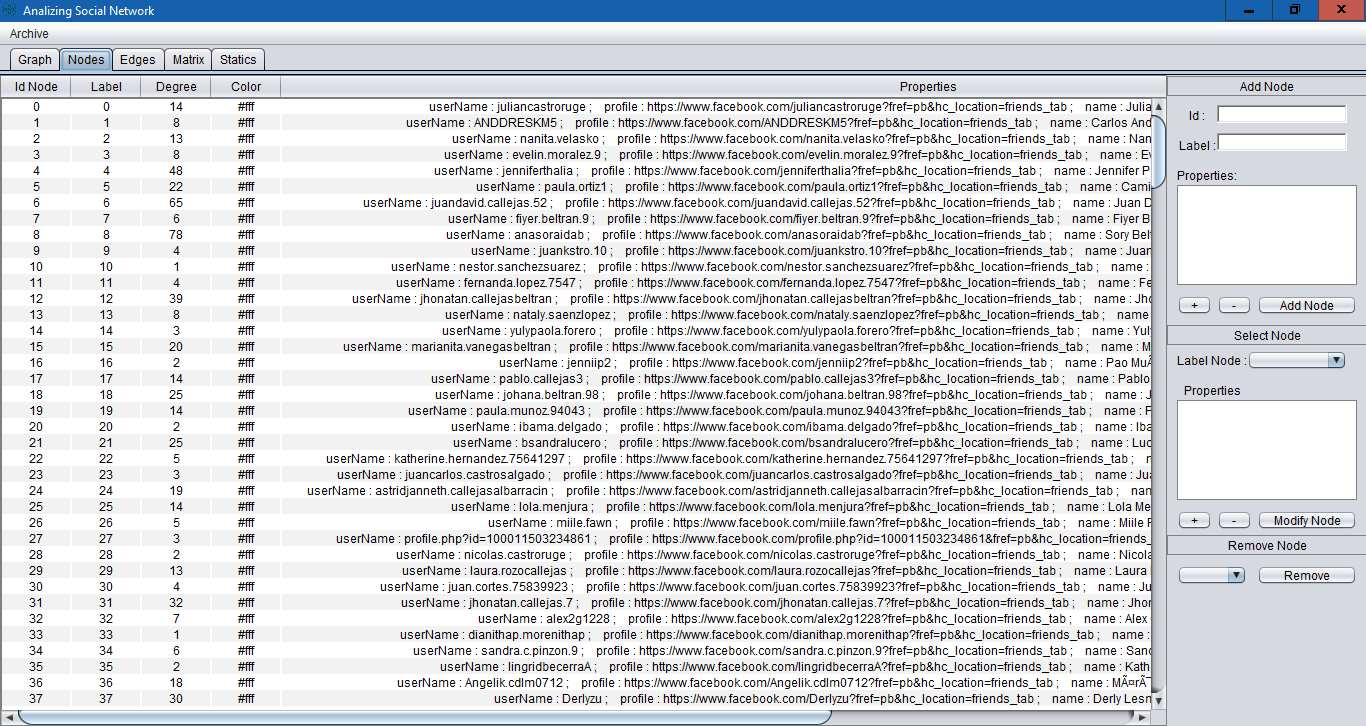 Analizing Social Network
Archive
Graph Nodes Edges Matrix Statics
Id Node Label Degree Color Properties
0 0 14 #fff userName : juliancastroruge ; profile : https://www.facebook.com/juliancastroruge?fref=pb&hc_location=friends_tab ; name : Julia
1 1 8 #fff userName : ANDDRESKM5 ; profile : https://www.facebook.com/ANDDRESKM5?fref=pb&hc_location=friends_tab ; name : Carlos And
2 2 13 #fff userName : nanita.velasko ; profile : https://www.facebook.com/nanita.velasko?fref=pb&hc_location=friends_tab ; name : Nan
3 3 8 #fff userName : evelin.moralez.9 ; profile : https://www.facebook.com/evelin.moralez.9?fref=pb&hc_location=friends_tab ; name : Ev
4 4 48 #fff userName : jenniferthalia ; profile : https://www.facebook.com/jenniferthalia?fref=pb&hc_location=friends_tab ; name : Jennifer P
5 5 22 #fff userName : paula.ortiz1 ; profile : https://www.facebook.com/paula.ortiz1?fref=pb&hc_location=friends_tab ; name : Cami
6 6 65 #fff userName : juandavid.callejas.52 ; profile : https://www.facebook.com/juandavid.callejas.52?fref=pb&hc_location=friends_tab ; name : Juan D
7 7 6 #fff userName : fiyer.beltran.9 ; profile : https://www.facebook.com/fiyer.beltran.9?fref=pb&hc_location=friends_tab ; name : Fiyer B
8 8 78 #fff userName : anasoraidab ; profile : https://www.facebook.com/anasoraidab?fref=pb&hc_location=friends_tab ; name : Sory Belt
9 9 4 #fff userName : juankstro.10 ; profile : https://www.facebook.com/juankstro.10?fref=pb&hc_location=friends_tab ; name : Juan
10 10 1 #fff userName : nestor.sanchezsuarez ; profile : https://www.facebook.com/nestor.sanchezsuarez?fref=pb&hc_location=friends_tab ; name :
11 11 4 #fff userName : fernanda.lopez.7547 ; profile : https://www.facebook.com/fernanda.lopez.7547?fref=pb&hc_location=friends_tab ; name : Fe
12 12 39 #fff userName : jhonatan.callejasbeltran ; profile : https://www.facebook.com/jhonatan.callejasbeltran?fref=pb&hc_location=friends_tab ; name : Jho
13 13 8 #fff userName : nataly.saenzlopez ; profile : https://www.facebook.com/nataly.saenzlopez?fref=pb&hc_location=friends_tab ; name : N
14 14 3 #fff userName : yulypaola.forero ; profile : https://www.facebook.com/yulypaola.forero?fref=pb&hc_location=friends_tab ; name : Yuly
15 15 20 #fff userName : marianita.vanegasbeltran ; profile : https://www.facebook.com/marianita.vanegasbeltran?fref=pb&hc_location=friends_tab ; name : M
16 16 2 #fff userName : jenniip2 ; profile : https://www.facebook.com/jenniip2?fref=pb&hc_location=friends_tab ; name : Pao MuÃ
17 17 14 #fff userName : pablo.callejas3 ; profile : https://www.facebook.com/pablo.callejas3?fref=pb&hc_location=friends_tab ; name : Pablo
18 18 25 #fff userName : johana.beltran.98 ; profile : https://www.facebook.com/johana.beltran.98?fref=pb&hc_location=friends_tab ; name : J
19 19 14 #fff userName : paula.munoz.94043 ; profile : https://www.facebook.com/paula.munoz.94043?fref=pb&hc_location=friends_tab ; name : P
20 20 2 #fff userName : ibama.delgado ; profile : https://www.facebook.com/ibama.delgado?fref=pb&hc_location=friends_tab ; name : Iba
21 21 25 #fff userName : bsandralucero ; profile : https://www.facebook.com/bsandralucero?fref=pb&hc_location=friends_tab ; name : Luc
22 22 5 #fff userName : katherine.hernandez.75641297 ; profile : https://www.facebook.com/katherine.hernandez.75641297?fref=pb&hc_location=friends_tab ; n
23 23 3 #fff userName : juancarlos.castrosalgado ; profile : https://www.facebook.com/juancarlos.castrosalgado?fref=pb&hc_location=friends_tab ; name : Jua
24 24 19 #fff userName : astridjanneth.callejasalbarracin ; profile : https://www.facebook.com/astridjanneth.callejasalbarracin?fref=pb&hc_location=friends_tab ; nam
25 25 14 #fff userName : lola.menjura ; profile : https://www.facebook.com/lola.menjura?fref=pb&hc_location=friends_tab ; name : Lola Me
26 26 5 #fff userName : miile.fawn ; profile : https://www.facebook.com/miile.fawn?fref=pb&hc_location=friends_tab ; name : Miile F
27 27 3 #fff userName : profile.php?id=100011503234861 ; profile : https://www.facebook.com/profile.php?id=100011503234861&fref=pb&hc_location=friends_
28 28 2 #fff userName : nicolas.castroruge ; profile : https://www.facebook.com/nicolas.castroruge?fref=pb&hc_location=friends_tab ; name : Nicola
29 29 13 #fff userName : laura.rozocallejas ; profile : https://www.facebook.com/laura.rozocallejas?fref=pb&hc_location=friends_tab ; name : Laura
30 30 4 #fff userName : juan.cortes.75839923 ; profile : https://www.facebook.com/juan.cortes.75839923?fref=pb&hc_location=friends_tab ; name : Ju
31 31 32 #fff userName : jhonatan.callejas.7 ; profile : https://www.facebook.com/jhonatan.callejas.7?fref=pb&hc_location=friends_tab ; name : Jhon
32 32 7 #fff userName : alex2g1228 ; profile : https://www.facebook.com/alex2g1228?fref=pb&hc_location=friends_tab ; name : Alex
33 33 1 #fff userName : dianithap.morenithap ; profile : https://www.facebook.com/dianithap.morenithap?fref=pb&hc_location=friends_tab ; name :
34 34 6 #fff userName : sandra.c.pinzon.9 ; profile : https://www.facebook.com/sandra.c.pinzon.9?fref=pb&hc_location=friends_tab ; name : Sand
35 35 2 #fff userName : lingridbecerraA ; profile : https://www.facebook.com/lingridbecerraA?fref=pb&hc_location=friends_tab ; name : Kath
36 36 18 #fff userName : Angelik.cdlm0712 ; profile : https://www.facebook.com/Angelik.cdlm0712?fref=pb&hc_location=friends_tab ; name : MÃ¤rÃ¯
37 37 30 #fff userName : Derlyzu ; profile : https://www.facebook.com/Derlyzu?fref=pb&hc_location=friends_tab ; name : Derly Lesn
Add Node
Id :
Label :
Properties:
+ - Add Node
Select Node
Label Node :
Properties
+ - Modify Node
Remove Node
Remove